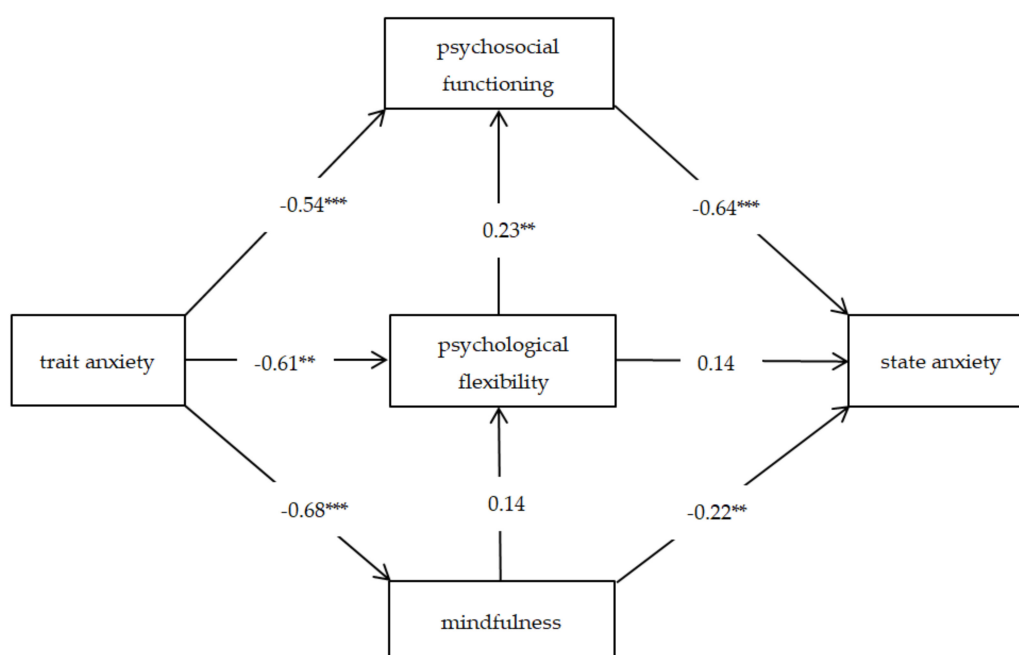 psychosocial
functioning
-0.54***
-0.64***
0.23**
trait anxiety
-0.61**
psychological
flexibility
0.14
state anxiety
-0.68***
0.14
-0.22**
mindfulness